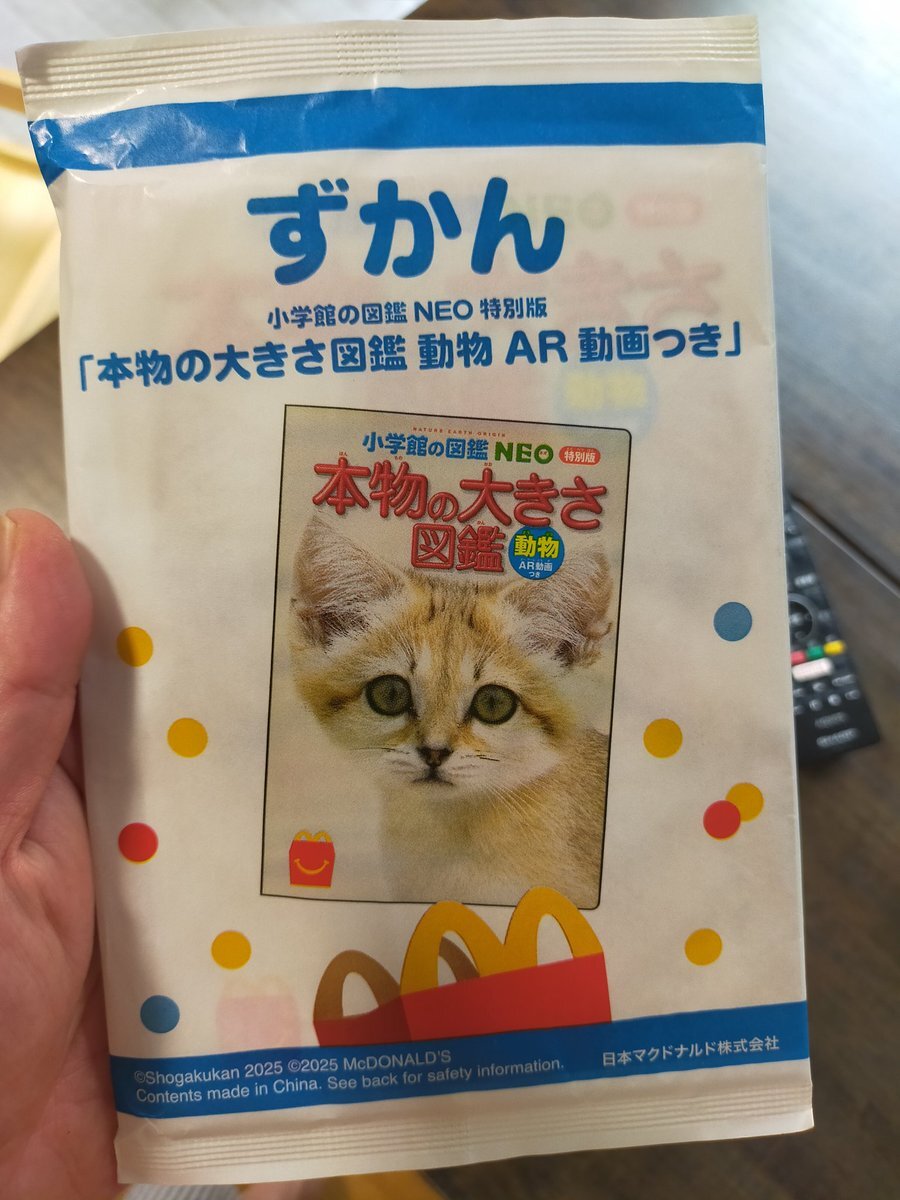 ずかん
小学館の図鑑 NEO 特別版
「本物の大きさ図鑑 動物 AR 動画つき」
NATURE EARTH ORIGIN
小学館の図鑑 NEO 特別版
本物の大きさ
図鑑
動物
AR動画
つき
©Shogakukan 2025 ©2025 McDONALD'S
Contents made in China. See back for safety information.
日本マクドナルド株式会社